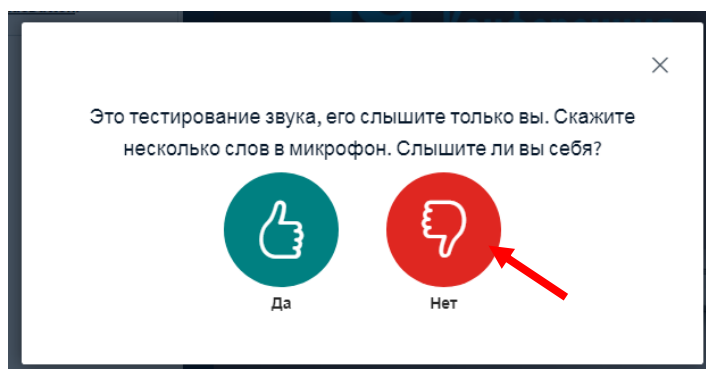 Это тестирование звука, его слышите только вы. Скажите
несколько слов в микрофон. Слышите ли вы себя?
Да
Нет